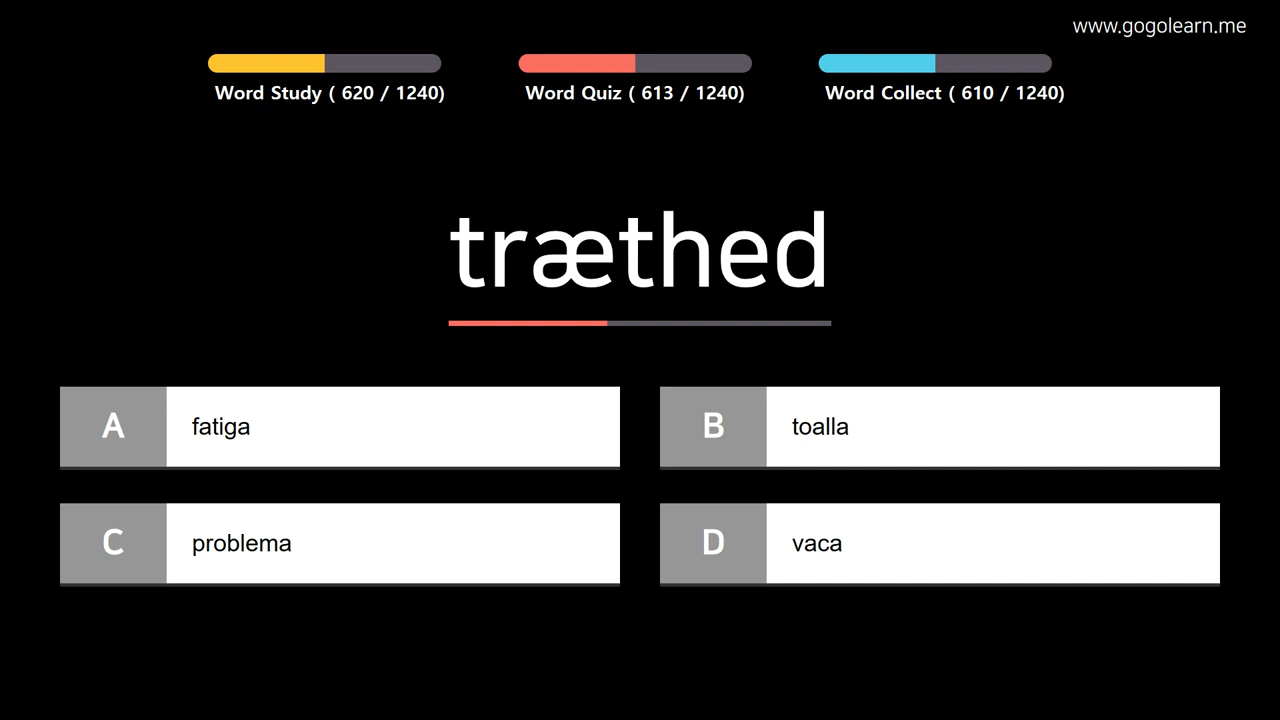 www.gogolearn.me
Word Study ( 620 / 1240)
Word Quiz ( 613 / 1240)
Word Collect ( 610 / 1240)
træthed
A fatiga
B toalla
C problema
D vaca